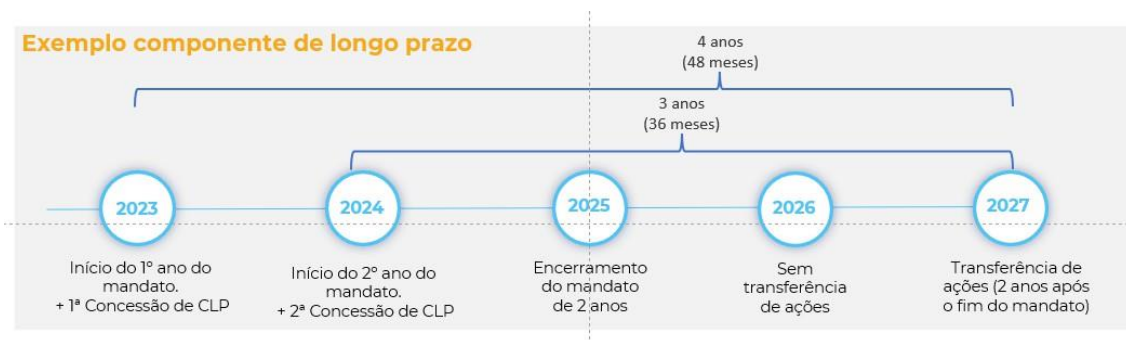 Exemplo componente de longo prazo
4 anos
(48 meses)
3 anos
(36 meses)
2023
2024
2025
2026
2027
Início do 1º ano do
mandato.
+ 1ª Concessão de CLP
Início do 2º ano do
mandato.
+ 2ª Concessão de CLP
Encerramento
do mandato
de 2 anos
Sem
transferência
de ações
Transferência de
ações (2 anos após
o fim do mandato)